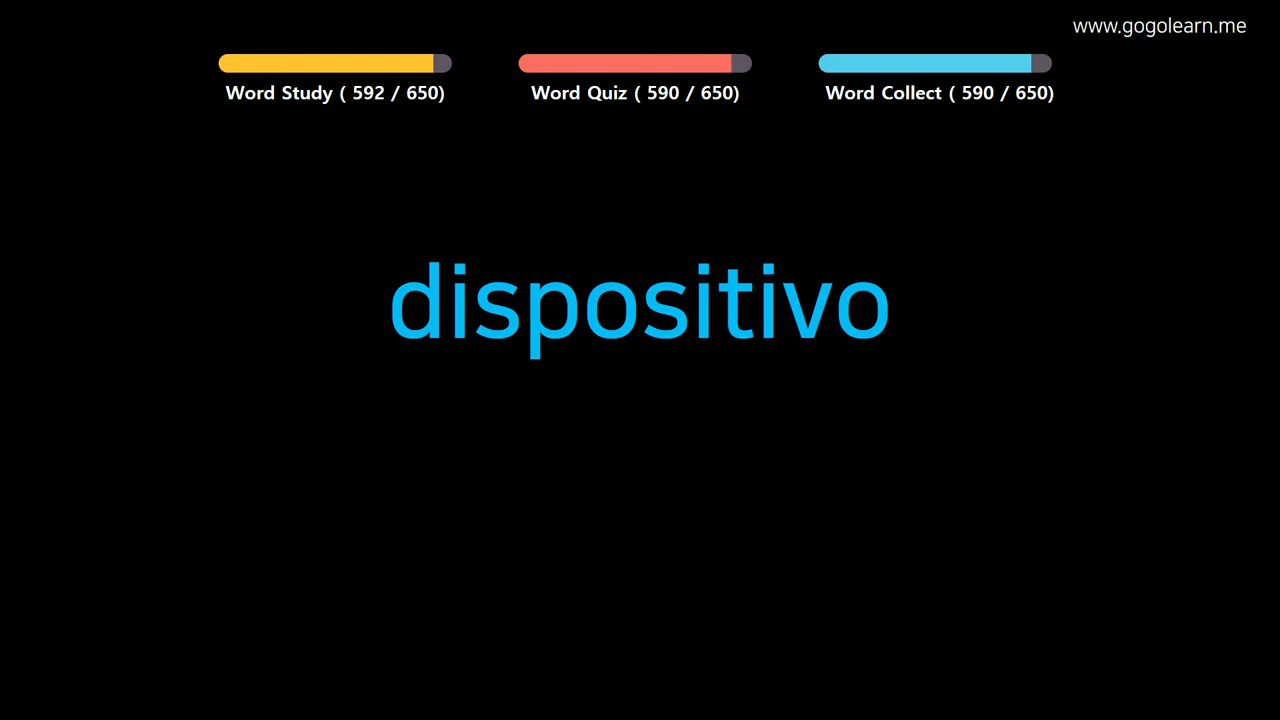 www.gogolearn.me
Word Study ( 592 / 650)
Word Quiz ( 590 / 650)
Word Collect ( 590 / 650)
dispositivo